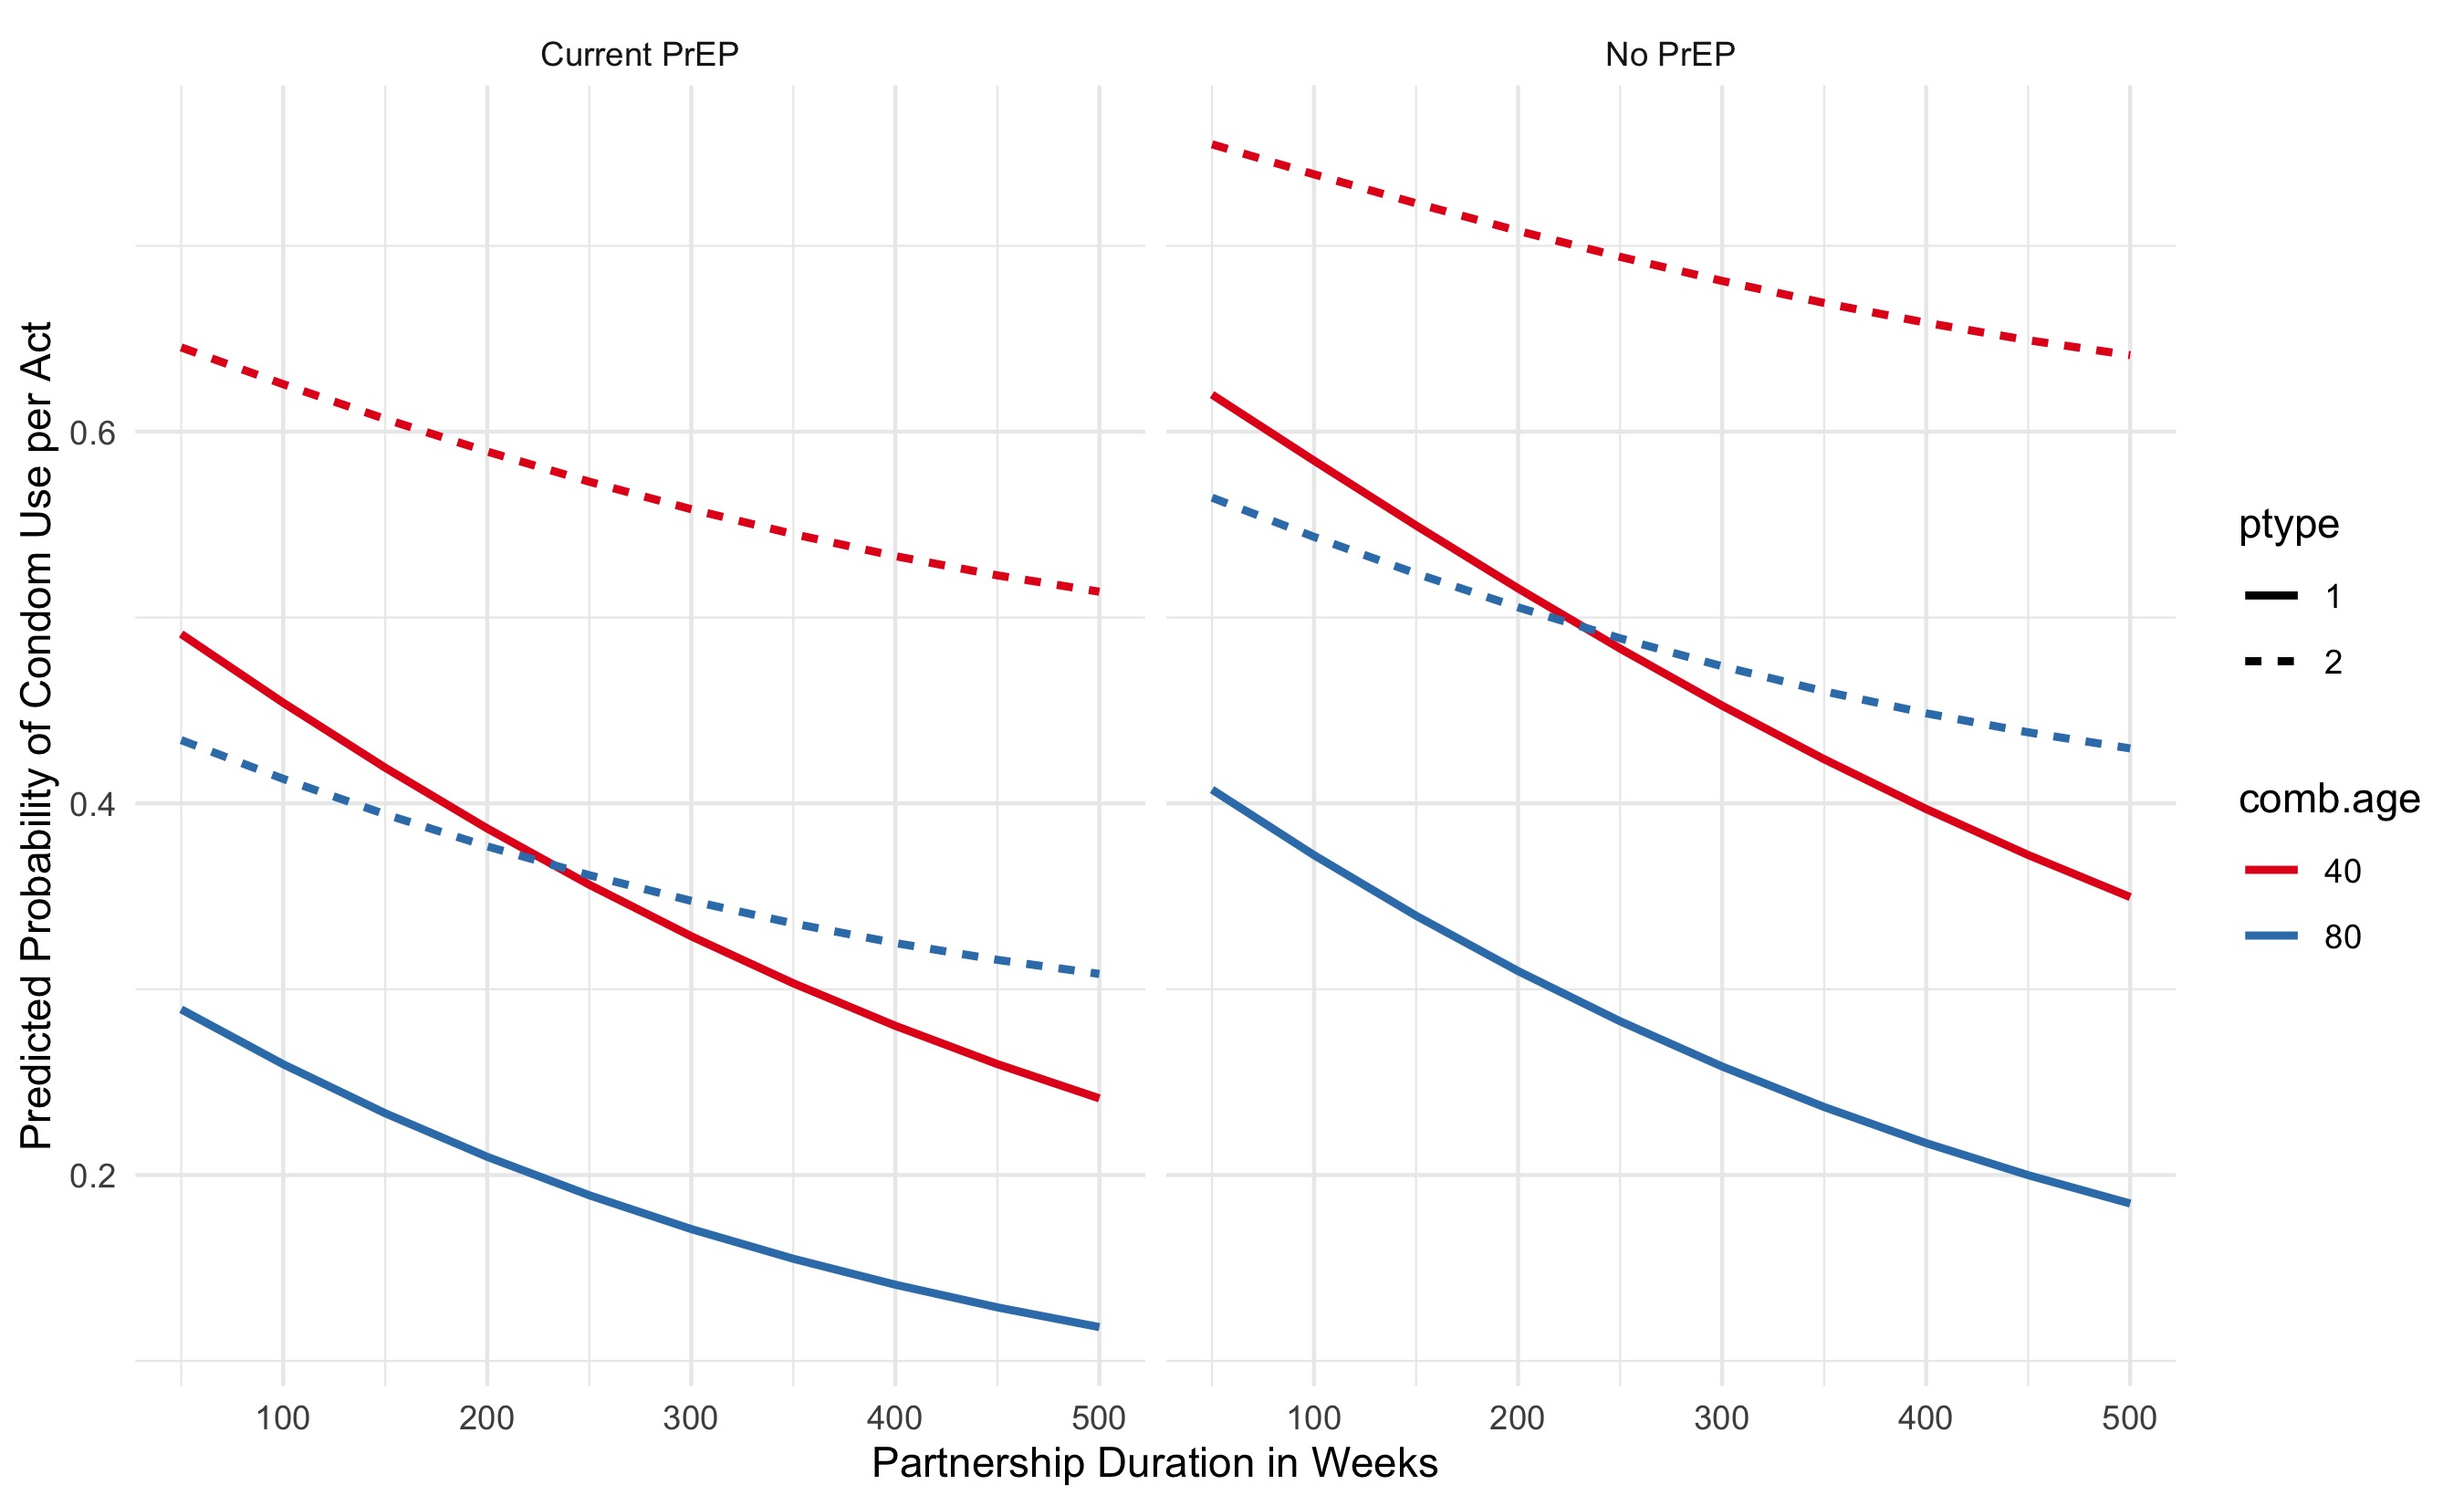 Current PrEP
No PrEP
Predicted Probability of Condom Use per Act
0.6
0.4
0.2
100 200 300 400 500
100 200 300 400 500
Partnership Duration in Weeks
ptype
1
2
comb.age
40
80